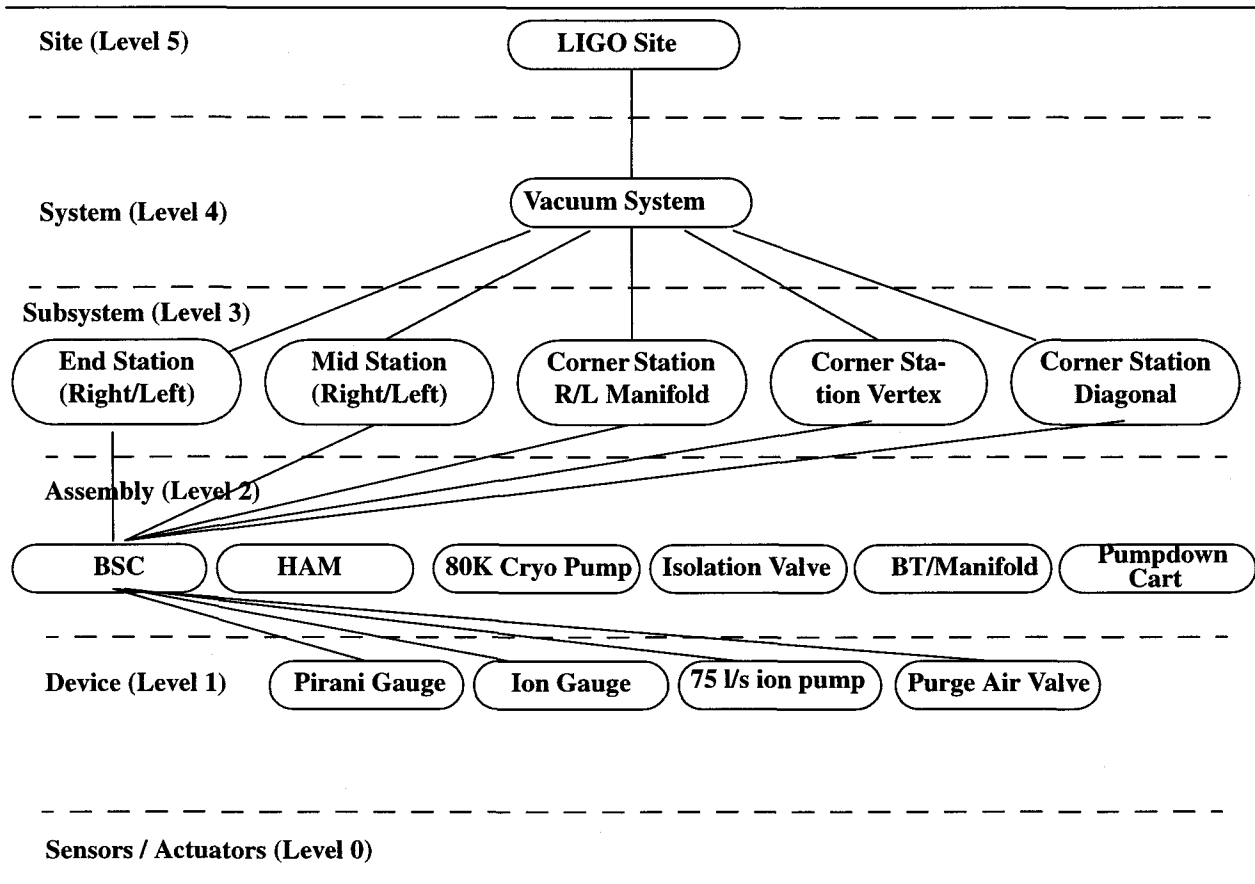 Site (Level 5)
LIGO Site
System (Level 4)
Vacuum System
Subsystem (Level 3)
End Station
(Right/Left)
Mid Station
(Right/Left)
Corner Station
R/L Manifold
Corner Sta-
tion Vertex
Corner Station
Diagonal
Assembly (Level 2)
BSC
HAM
80K Cryo Pump
Isolation Valve
BT/Manifold
Pumpdown
Cart
Device (Level 1)
Pirani Gauge
Ion Gauge
75 l/s ion pump
Purge Air Valve
Sensors / Actuators (Level 0)